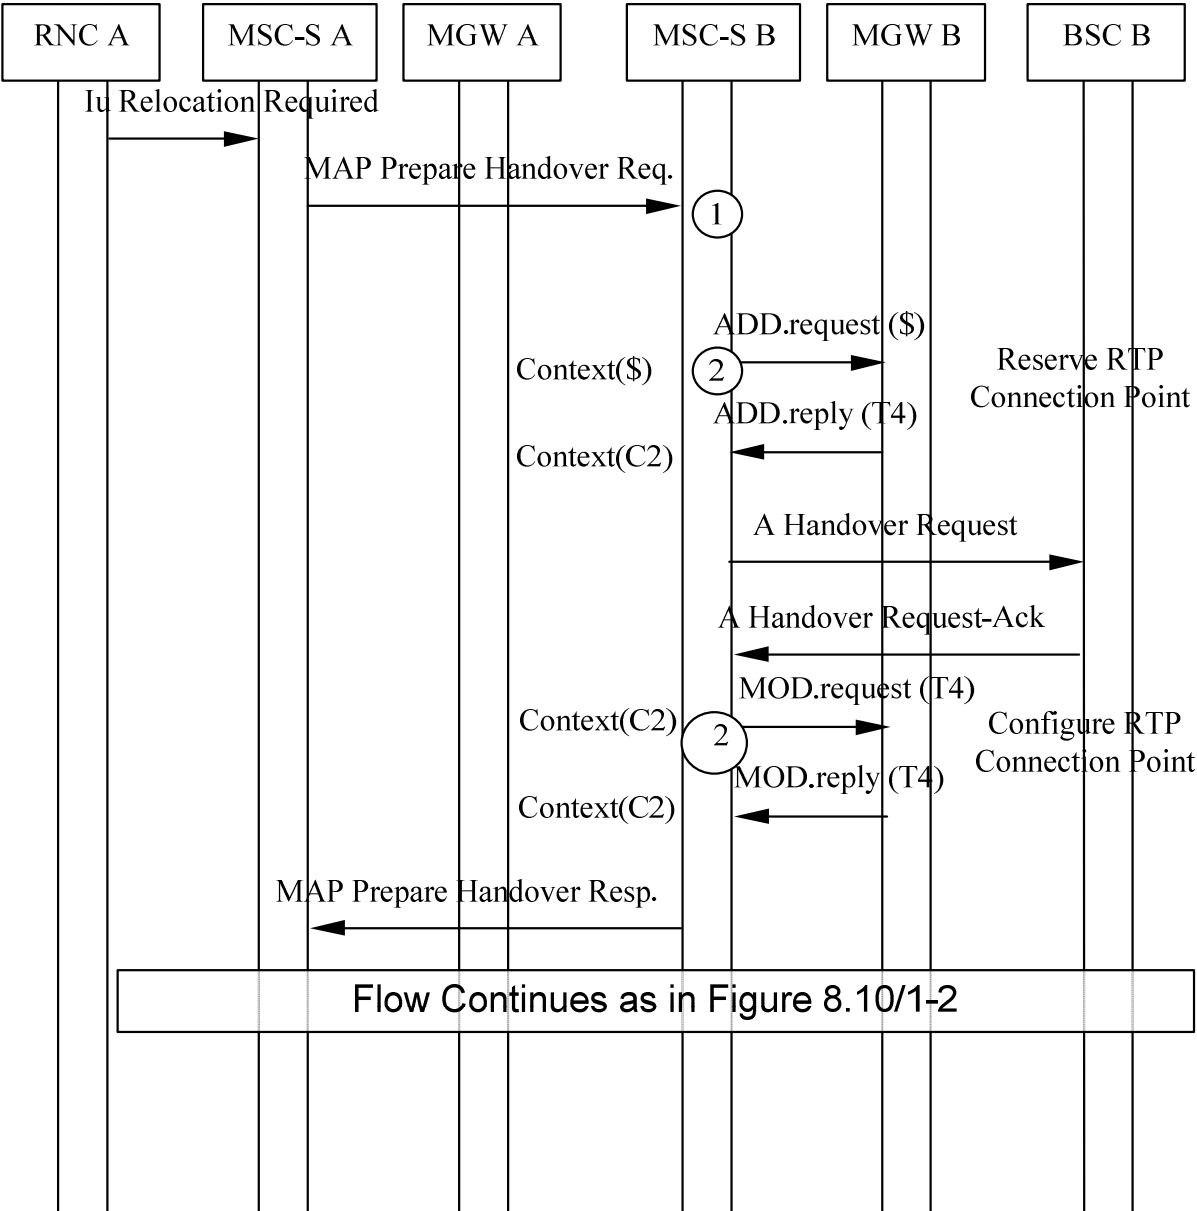 RNC A
MSC-S A
MGW A
MSC-S B
MGW B
BSC B
Iu Relocation Required
MAP Prepare Handover Req.
1
ADD.request ($)
Context($)
2
Reserve RTP
Connection Point
ADD.reply (T4)
Context(C2)
A Handover Request
A Handover Request-Ack
MOD.request (T4)
Context(C2)
2
Configure RTP
Connection Point
MOD.reply (T4)
Context(C2)
MAP Prepare Handover Resp.
Flow Continues as in Figure 8.10/1-2